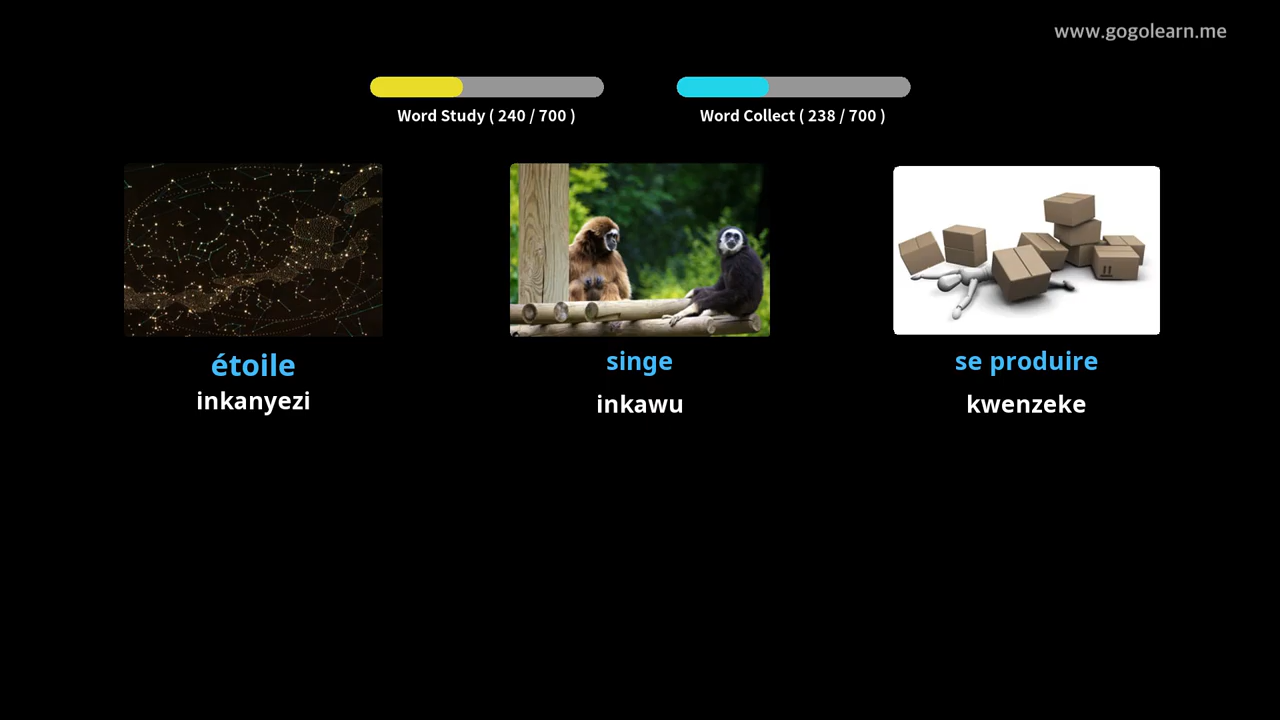 www.gogolearn.me
Word Study ( 240 / 700 )
Word Collect ( 238 / 700 )
étoile
inkanyezi
singe
inkawu
se produire
kwenzeke